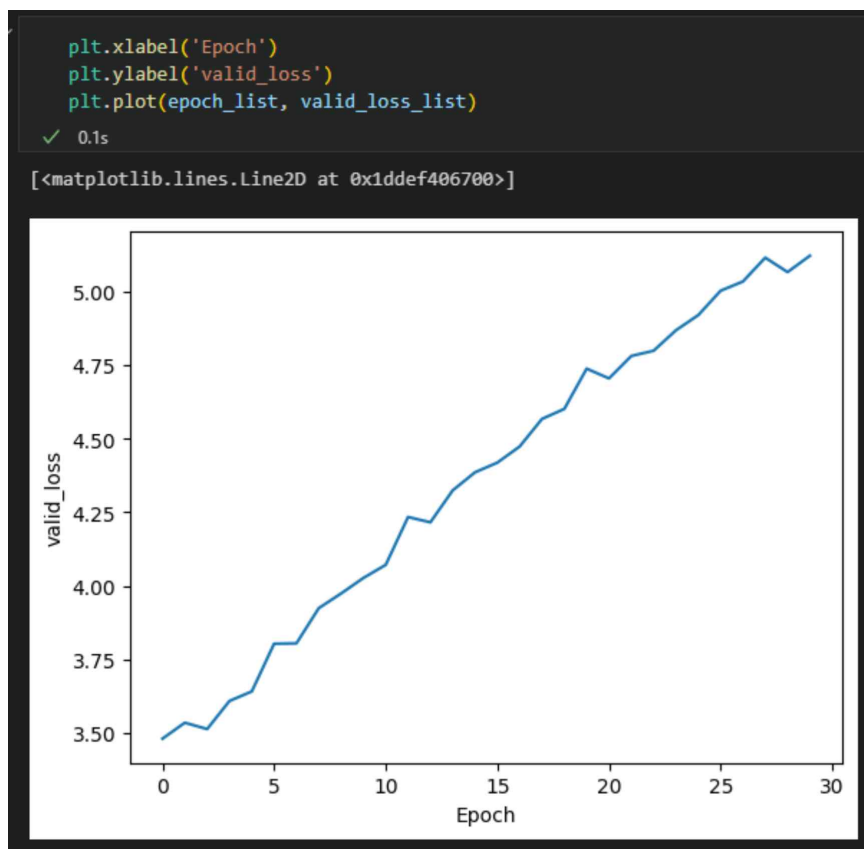 plt.xlabel('Epoch')
plt.ylabel('valid_loss')
plt.plot(epoch_list, valid_loss_list)
✓ 0.1s
[<matplotlib.lines.Line2D at 0x1ddef406700>]
5.00
4.75
4.50
4.25
4.00
3.75
3.50
valid_loss
0 5 10 15 20 25 30
Epoch